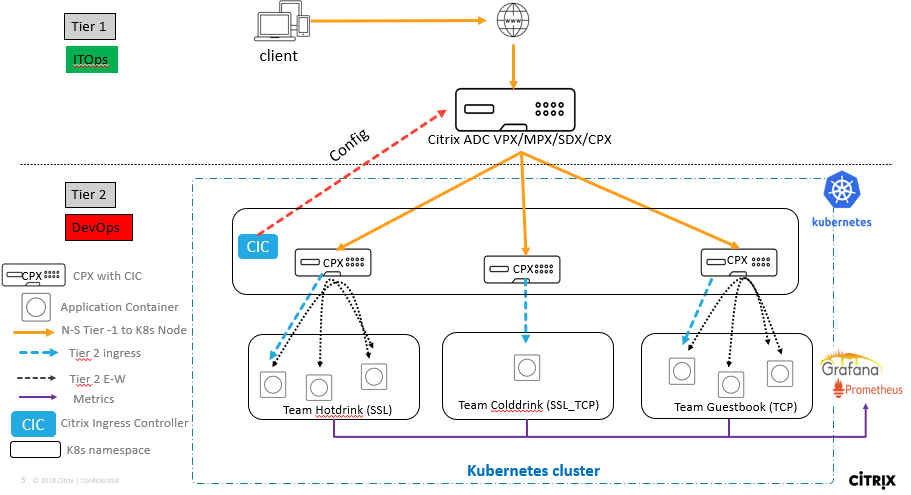 Tier 1
ITOps
client
WWW
Citrix ADC VPX/MPX/SDX/CPX
Config
Tier 2
DevOps
kubernetes
CIC
CPX
CPX
CPX
CPX
CPX with CIC
Application Container
N-S Tier -1 to K8s Node
Tier 2 ingress
Tier 2 E-W
Metrics
CIC
Citrix Ingress Controller
K8s namespace
Team Hotdrink (SSL)
Team Colddrink (SSL_TCP)
Team Guestbook (TCP)
Grafana
Prometheus
Kubernetes cluster
3 © 2018 Citrix | Confidential
CİTRIX